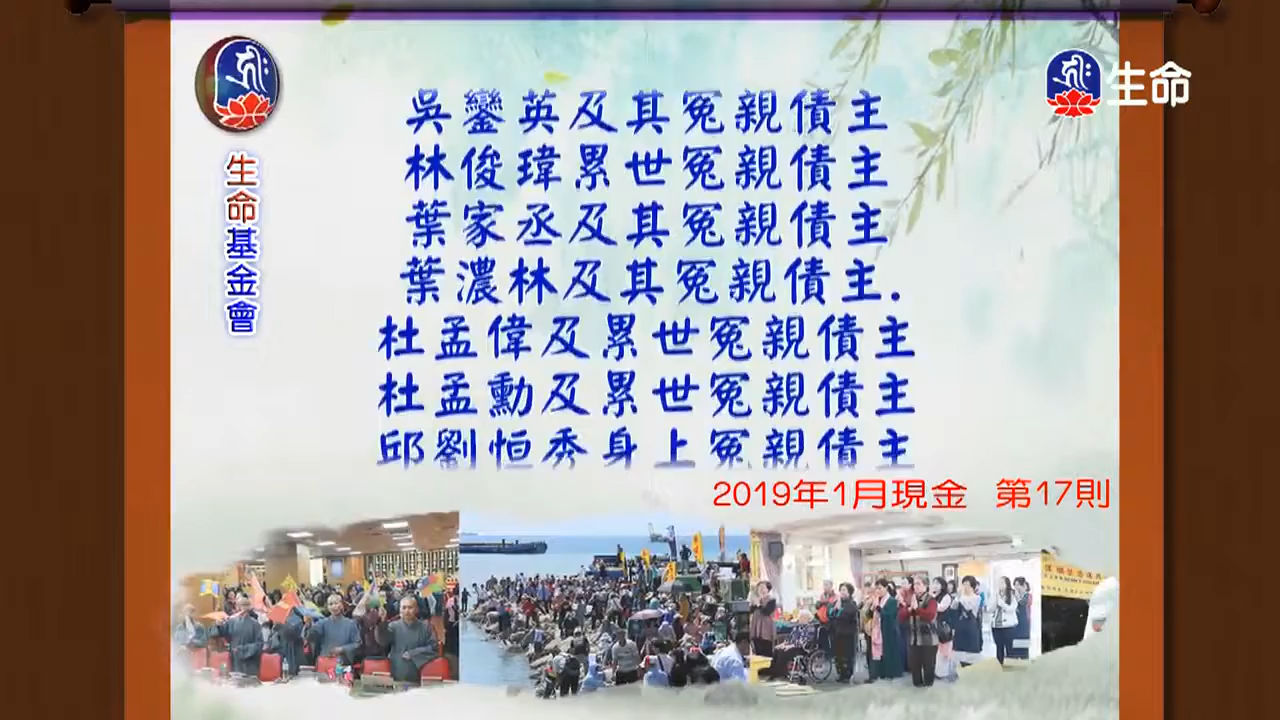 生命
生命基金會
吳鑾英及其冤親債主
林俊瑋累世冤親債主
葉家丞及其冤親債主
葉濃林及其冤親債主.
杜孟偉及累世冤親債主
杜孟勳及累世冤親債主
邱劉恒秀身上冤親債主
2019年1月現金 第17則